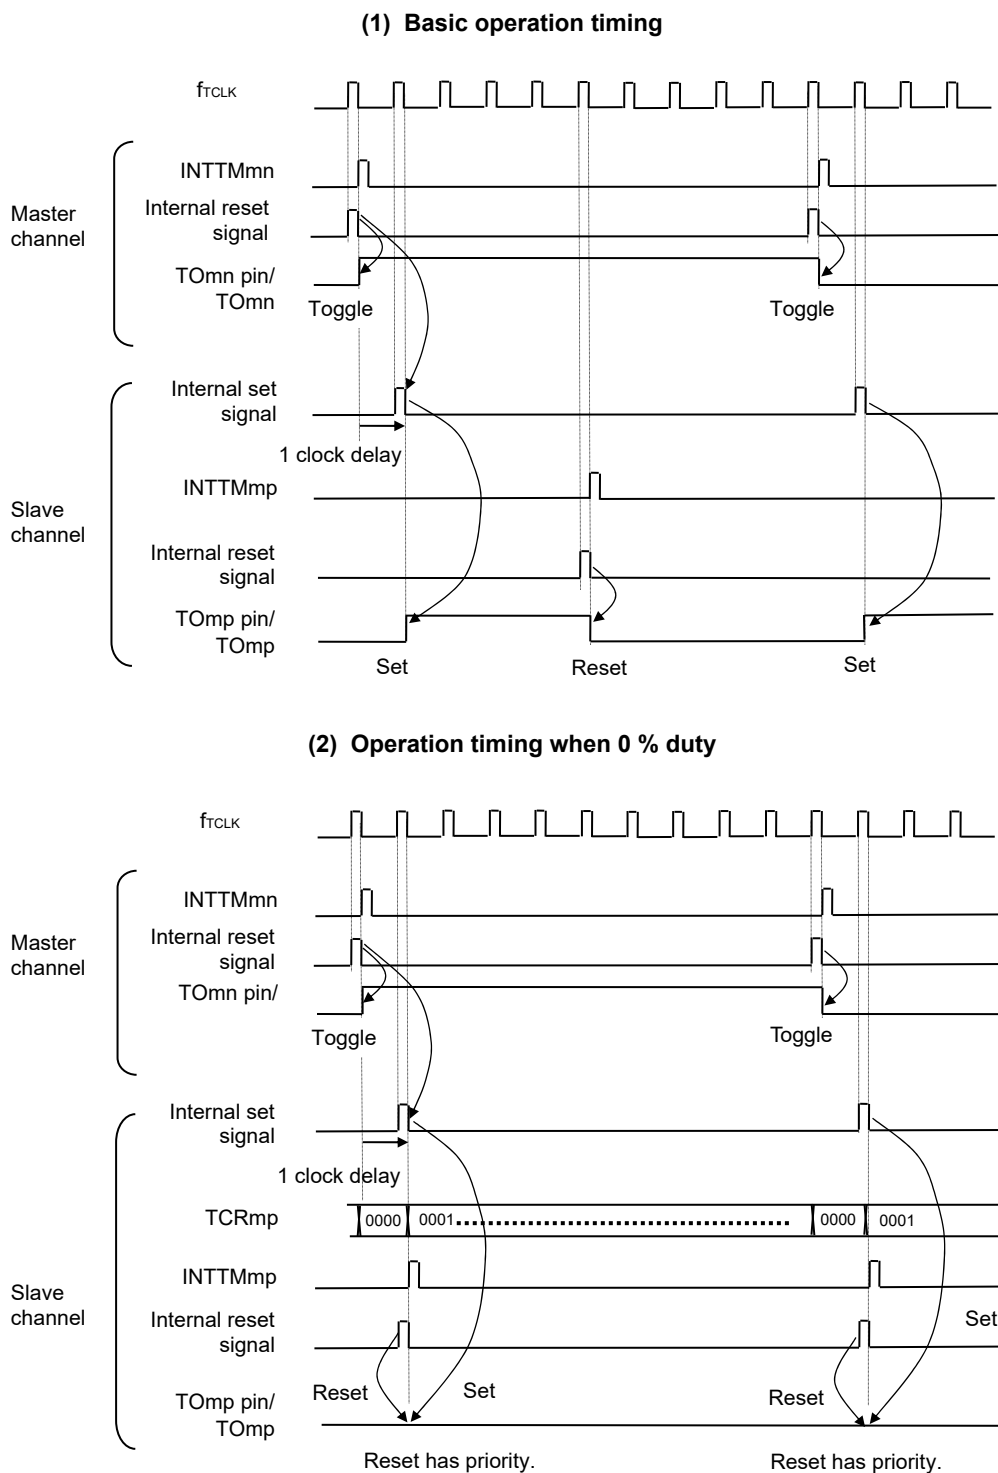 (1) Basic operation timing
fTCLK
INTTMmn
Internal reset
signal
Master
channel
TOmn pin/
TOmn
Toggle
Toggle
Internal set
signal
1 clock delay
INTTMmp
Slave
channel
Internal reset
signal
TOmp pin/
TOmp
Set
Reset
Set
(2) Operation timing when 0 % duty
fTCLK
INTTMmn
Internal reset
signal
Master
channel
TOmn pin/
Toggle
Toggle
Internal set
signal
1 clock delay
TCRmp
0000
0001
0000
0001
INTTMmp
Slave
channel
Internal reset
signal
Set
Reset
Set
Reset
TOmp pin/
TOmp
Reset has priority.
Reset has priority.